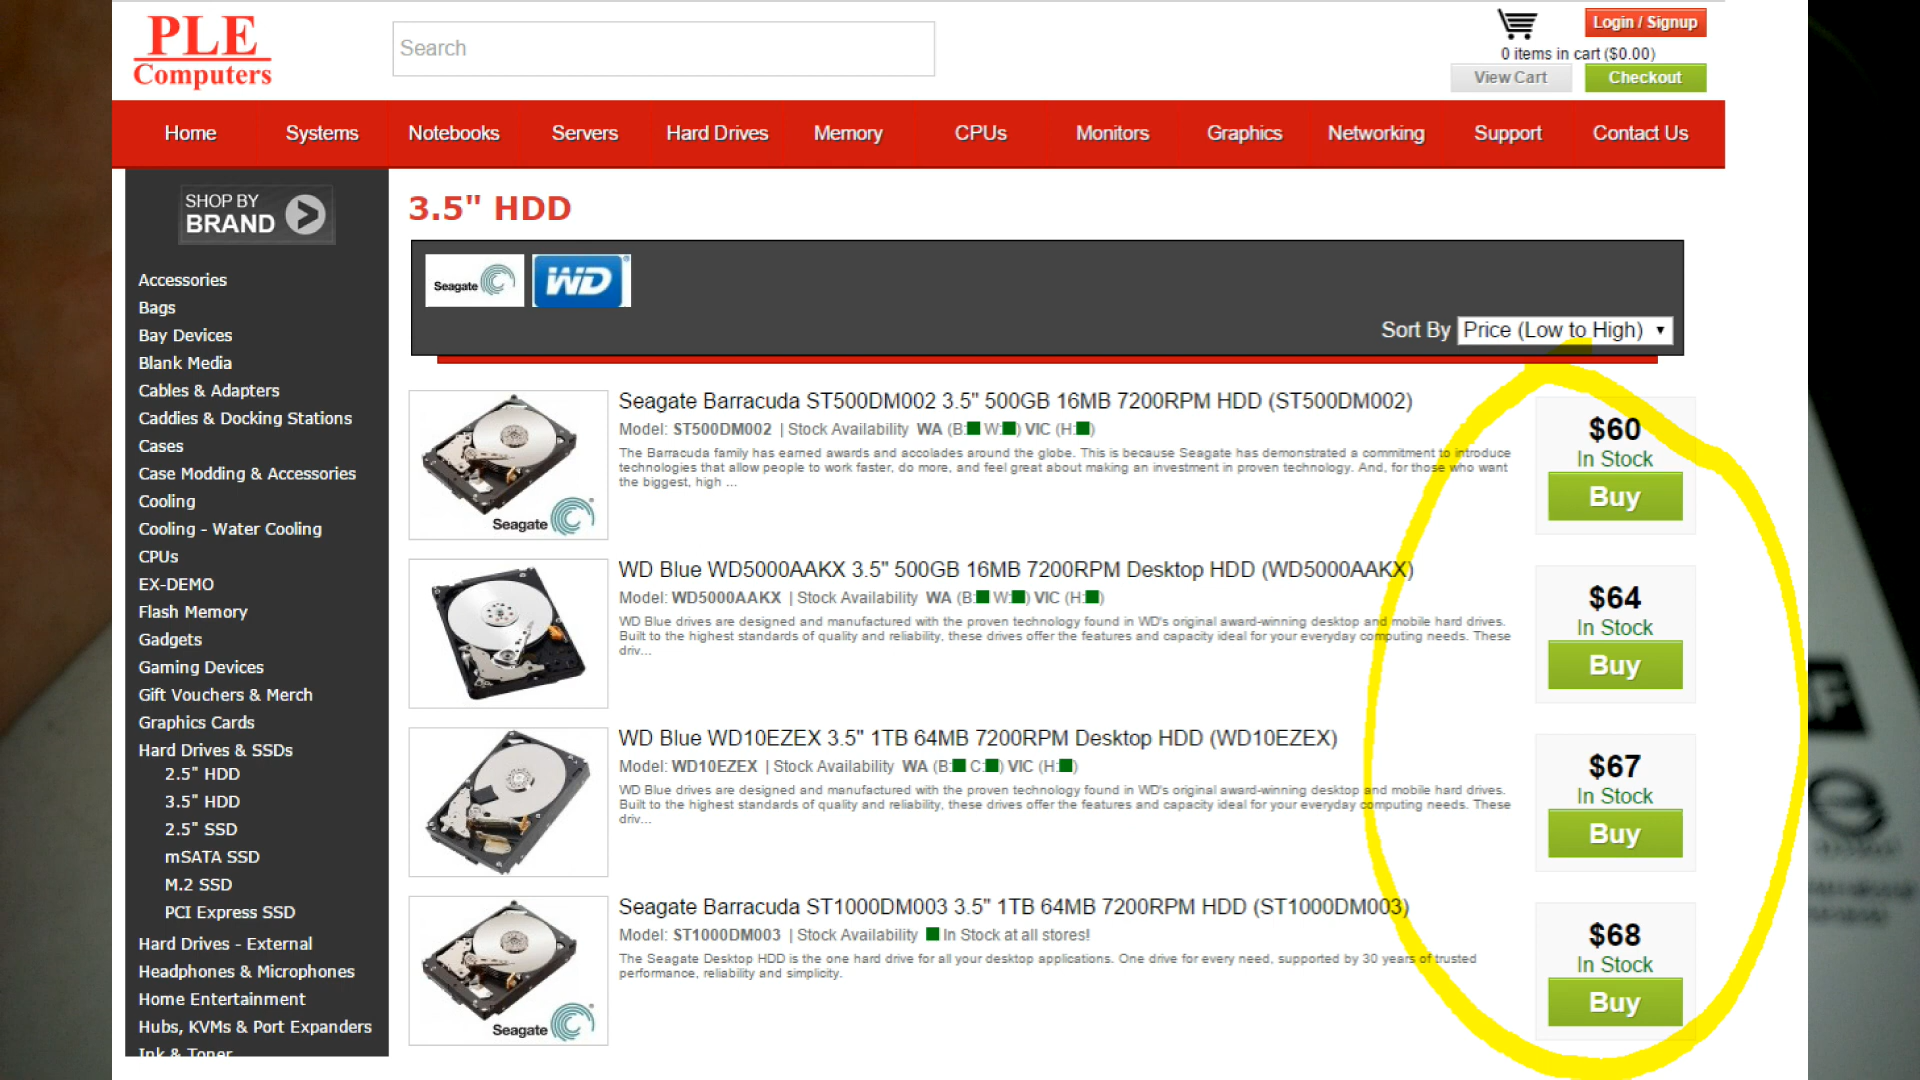 PLE
Computers
Search
Login / Signup
0 items in cart ($0.00)
View Cart
Checkout
Home
Systems
Notebooks
Servers
Hard Drives
Memory
CPUs
Monitors
Graphics
Networking
Support
Contact Us
SHOP BY
BRAND
Accessories
Bags
Bay Devices
Blank Media
Cables & Adapters
Caddies & Docking Stations
Cases
Case Modding & Accessories
Cooling
Cooling - Water Cooling
CPUs
EX-DEMO
Flash Memory
Gadgets
Gaming Devices
Gift Vouchers & Merch
Graphics Cards
Hard Drives & SSDs
2.5" HDD
3.5" HDD
2.5" SSD
mSATA SSD
M.2 SSD
PCI Express SSD
Hard Drives - External
Headphones & Microphones
Home Entertainment
Hubs, KVMs & Port Expanders
Ink & Toner
3.5" HDD
Seagate
WD
Sort By Price (Low to High)
Seagate
Seagate Barracuda ST500DM002 3.5" 500GB 16MB 7200RPM HDD (ST500DM002)
Model: ST500DM002 | Stock Availability WA (B: W: ) VIC (H: )
The Barracuda family has earned awards and accolades around the globe. This is because Seagate has demonstrated a commitment to introduce
technologies that allow people to work faster, do more, and feel great about making an investment in proven technology. And, for those who want
the biggest, high ...
$60
In Stock
Buy
WD Blue WD5000AAKX 3.5" 500GB 16MB 7200RPM Desktop HDD (WD5000AAKX)
Model: WD5000AAKX | Stock Availability WA (B: W: ) VIC (H: )
WD Blue drives are designed and manufactured with the proven technology found in WD's original award-winning desktop and mobile hard drives.
Built to the highest standards of quality and reliability, these drives offer the features and capacity ideal for your everyday computing needs. These
driv...
$64
In Stock
Buy
WD Blue WD10EZEX 3.5" 1TB 64MB 7200RPM Desktop HDD (WD10EZEX)
Model: WD10EZEX | Stock Availability WA (B: C: ) VIC (H: )
WD Blue drives are designed and manufactured with the proven technology found in WD's original award-winning desktop and mobile hard drives.
Built to the highest standards of quality and reliability, these drives offer the features and capacity ideal for your everyday computing needs. These
driv...
$67
In Stock
Buy
Seagate
Seagate Barracuda ST1000DM003 3.5" 1TB 64MB 7200RPM HDD (ST1000DM003)
Model: ST1000DM003 | Stock Availability In Stock at all stores!
The Seagate Desktop HDD is the one hard drive for all your desktop applications. One drive for every need, supported by 30 years of trusted
performance, reliability and simplicity.
$68
In Stock
Buy